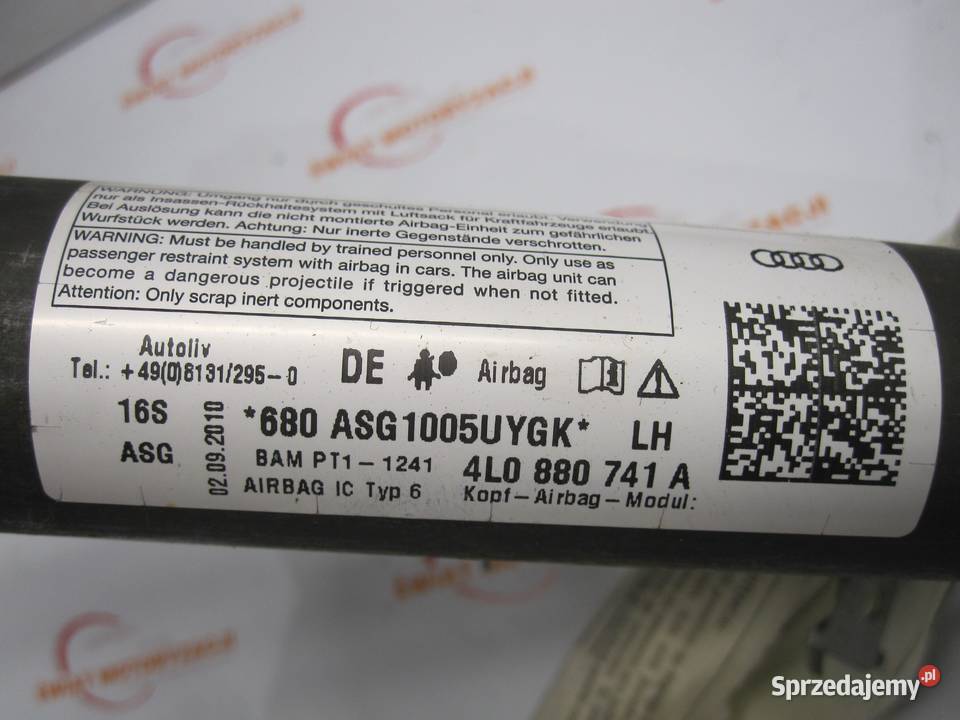 WARNUNG: Umgang nur durch geschultes Personal erlaubt. Verwendung
nur als Insassen-Rückhaltesystem mit Luftsack für Kraftfahrzeuge erlaubt.
Bei Auslösung kann die nicht montierte Airbag-Einheit zum gefährlichen
Wurfstück werden. Achtung: Nur inerte Gegenstände verschrotten.
WARNING: Must be handled by trained personnel only. Only use as
passenger restraint system with airbag in cars. The airbag unit can
become a dangerous projectile if triggered when not fitted.
Attention: Only scrap inert components.
Autoliv
Tel.: +49(0)8131/295-0
DE
Airbag
16S
ASG
02.09.2010
*680 ASG1005UYGK*
LH
BAM PT1-1241
4L0 880 741 A
AIRBAG IC Typ 6
Kopf-Airbag-Modul:
Sprzedajemy.pl